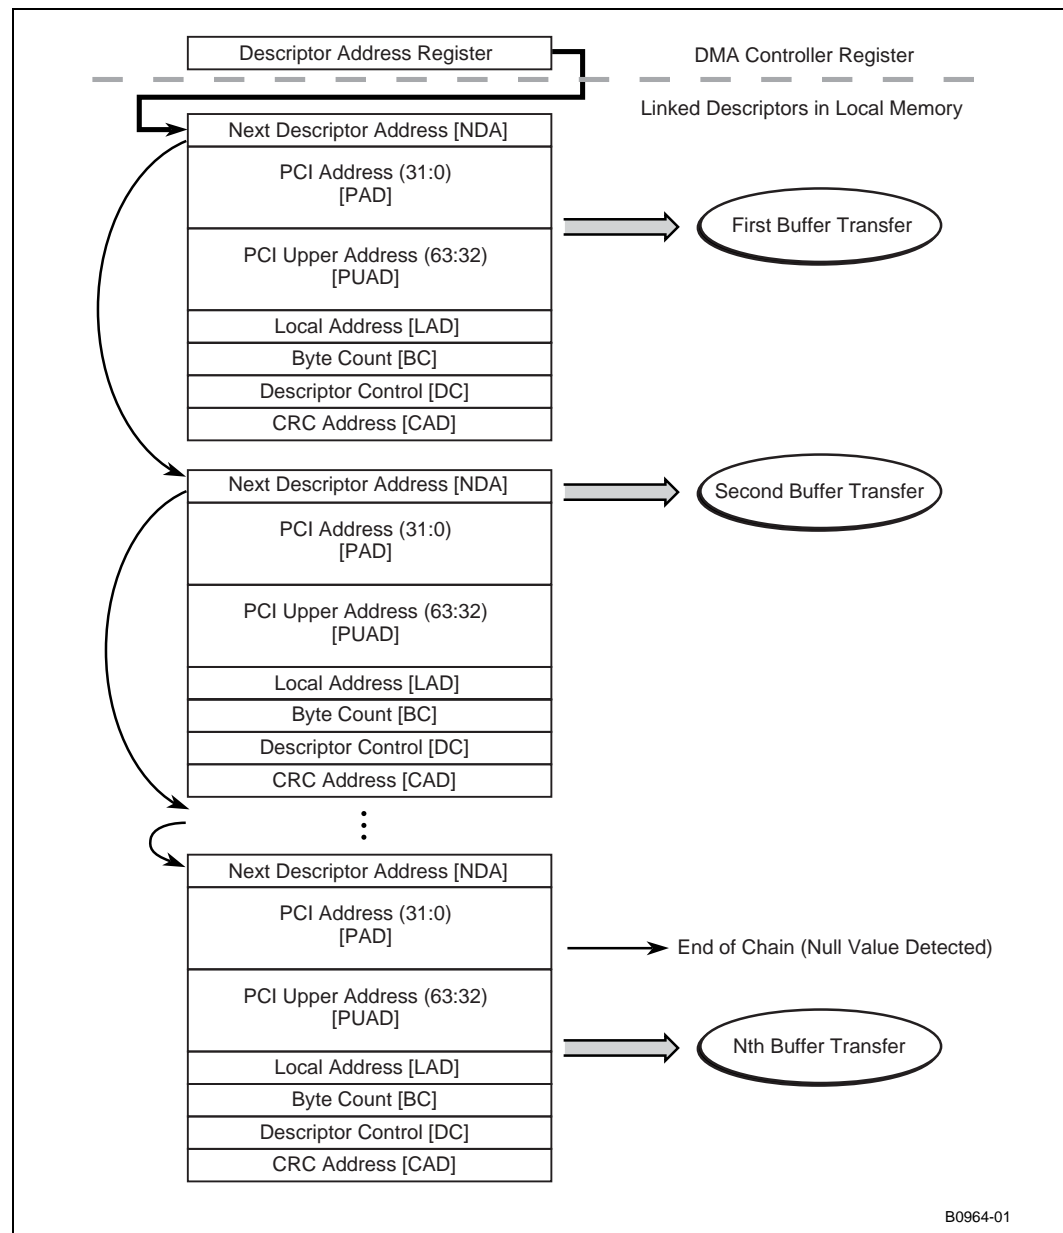 Descriptor Address Register
DMA Controller Register
Linked Descriptors in Local Memory
Next Descriptor Address [NDA]
PCI Address (31:0)
[PAD]
First Buffer Transfer
PCI Upper Address (63:32)
[PUAD]
Local Address [LAD]
Byte Count [BC]
Descriptor Control [DC]
CRC Address [CAD]
Next Descriptor Address [NDA]
Second Buffer Transfer
PCI Address (31:0)
[PAD]
PCI Upper Address (63:32)
[PUAD]
Local Address [LAD]
Byte Count [BC]
Descriptor Control [DC]
CRC Address [CAD]
Next Descriptor Address [NDA]
PCI Address (31:0)
[PAD]
End of Chain (Null Value Detected)
PCI Upper Address (63:32)
[PUAD]
Nth Buffer Transfer
Local Address [LAD]
Byte Count [BC]
Descriptor Control [DC]
CRC Address [CAD]
B0964-01